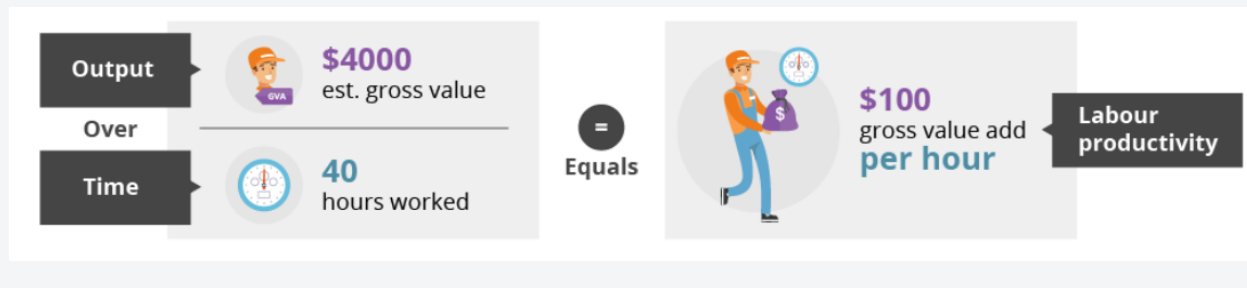 Output
$4000
est. gross value
GVA
Over
Time
40
hours worked
=
Equals
$
$100
gross value add
per hour
Labour
productivity